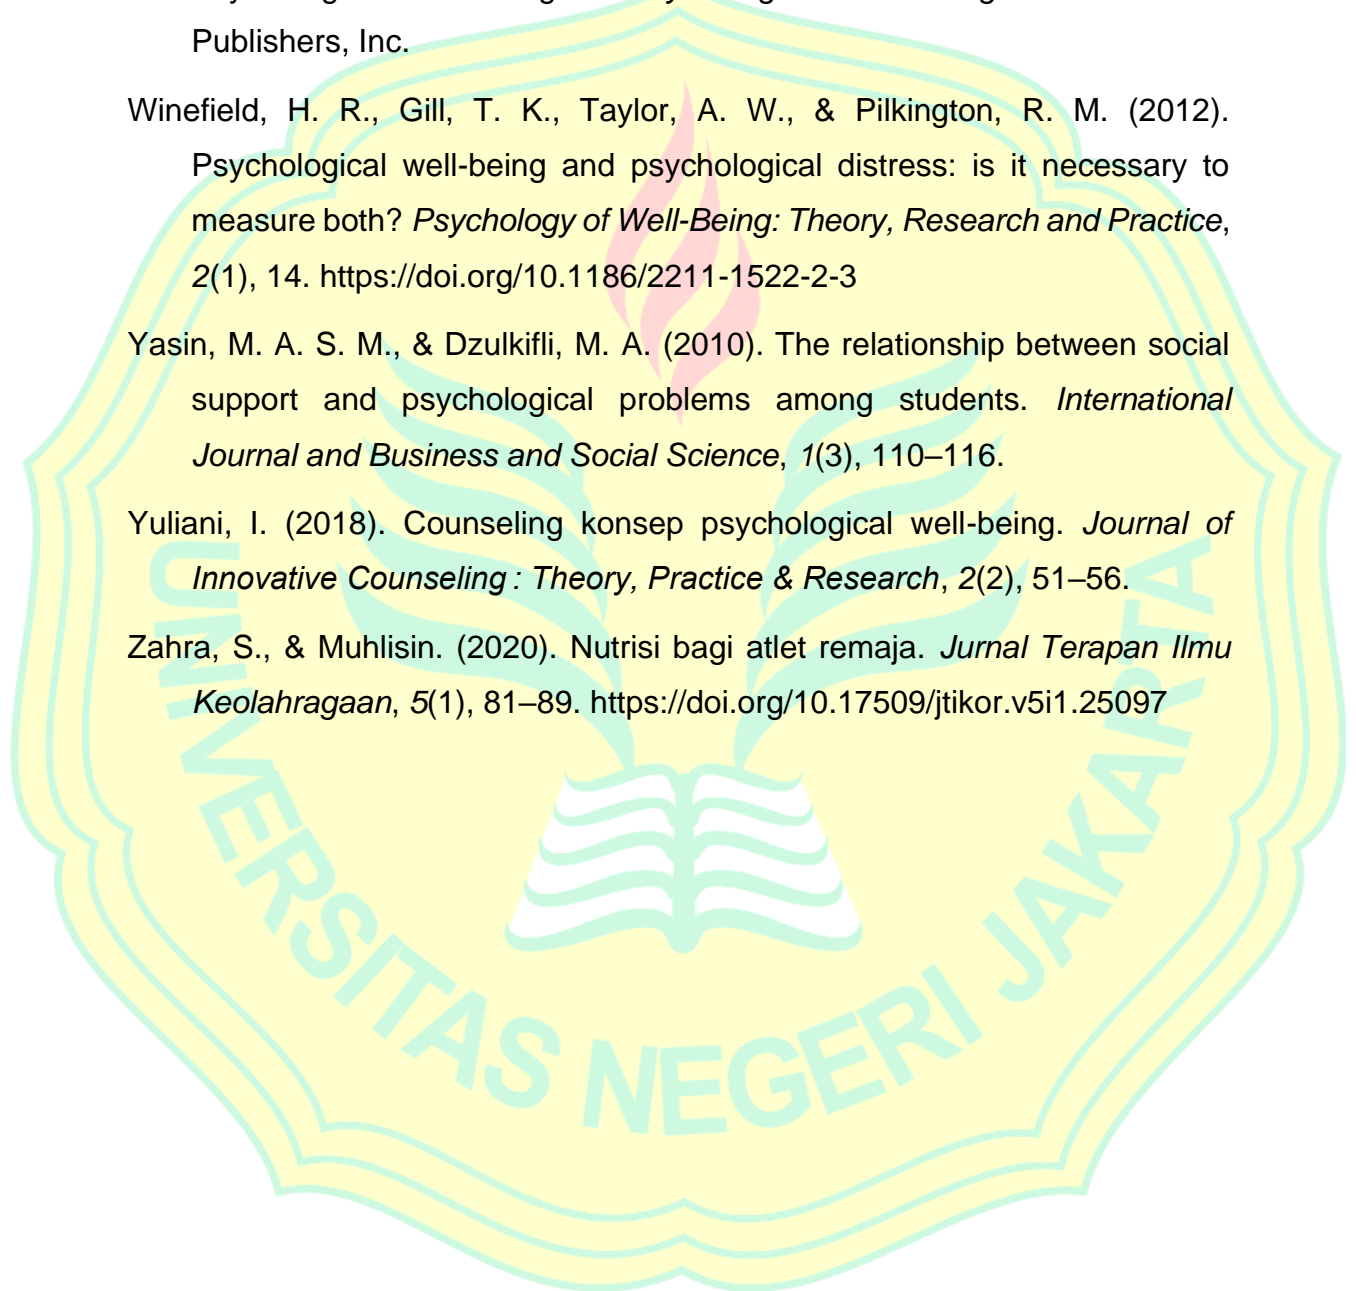 Publishers, Inc.
Winefield, H. R., Gill, T. K., Taylor, A. W., & Pilkington, R. M. (2012).
Psychological well-being and psychological distress: is it necessary to
measure both? Psychology of Well-Being: Theory, Research and Practice,
2(1), 14. https://doi.org/10.1186/2211-1522-2-3
Yasin, M. A. S. M., & Dzulkifli, M. A. (2010). The relationship between social
support and psychological problems among students. International
Journal and Business and Social Science, 1(3), 110–116.
Yuliani, I. (2018). Counseling konsep psychological well-being. Journal of
Innovative Counseling : Theory, Practice & Research, 2(2), 51–56.
Zahra, S., & Muhlisin. (2020). Nutrisi bagi atlet remaja. Jurnal Terapan Ilmu
Keolahragaan, 5(1), 81–89. https://doi.org/10.17509/jtikor.v5i1.25097
UNIVERSITAS NEGERI JAKARTA